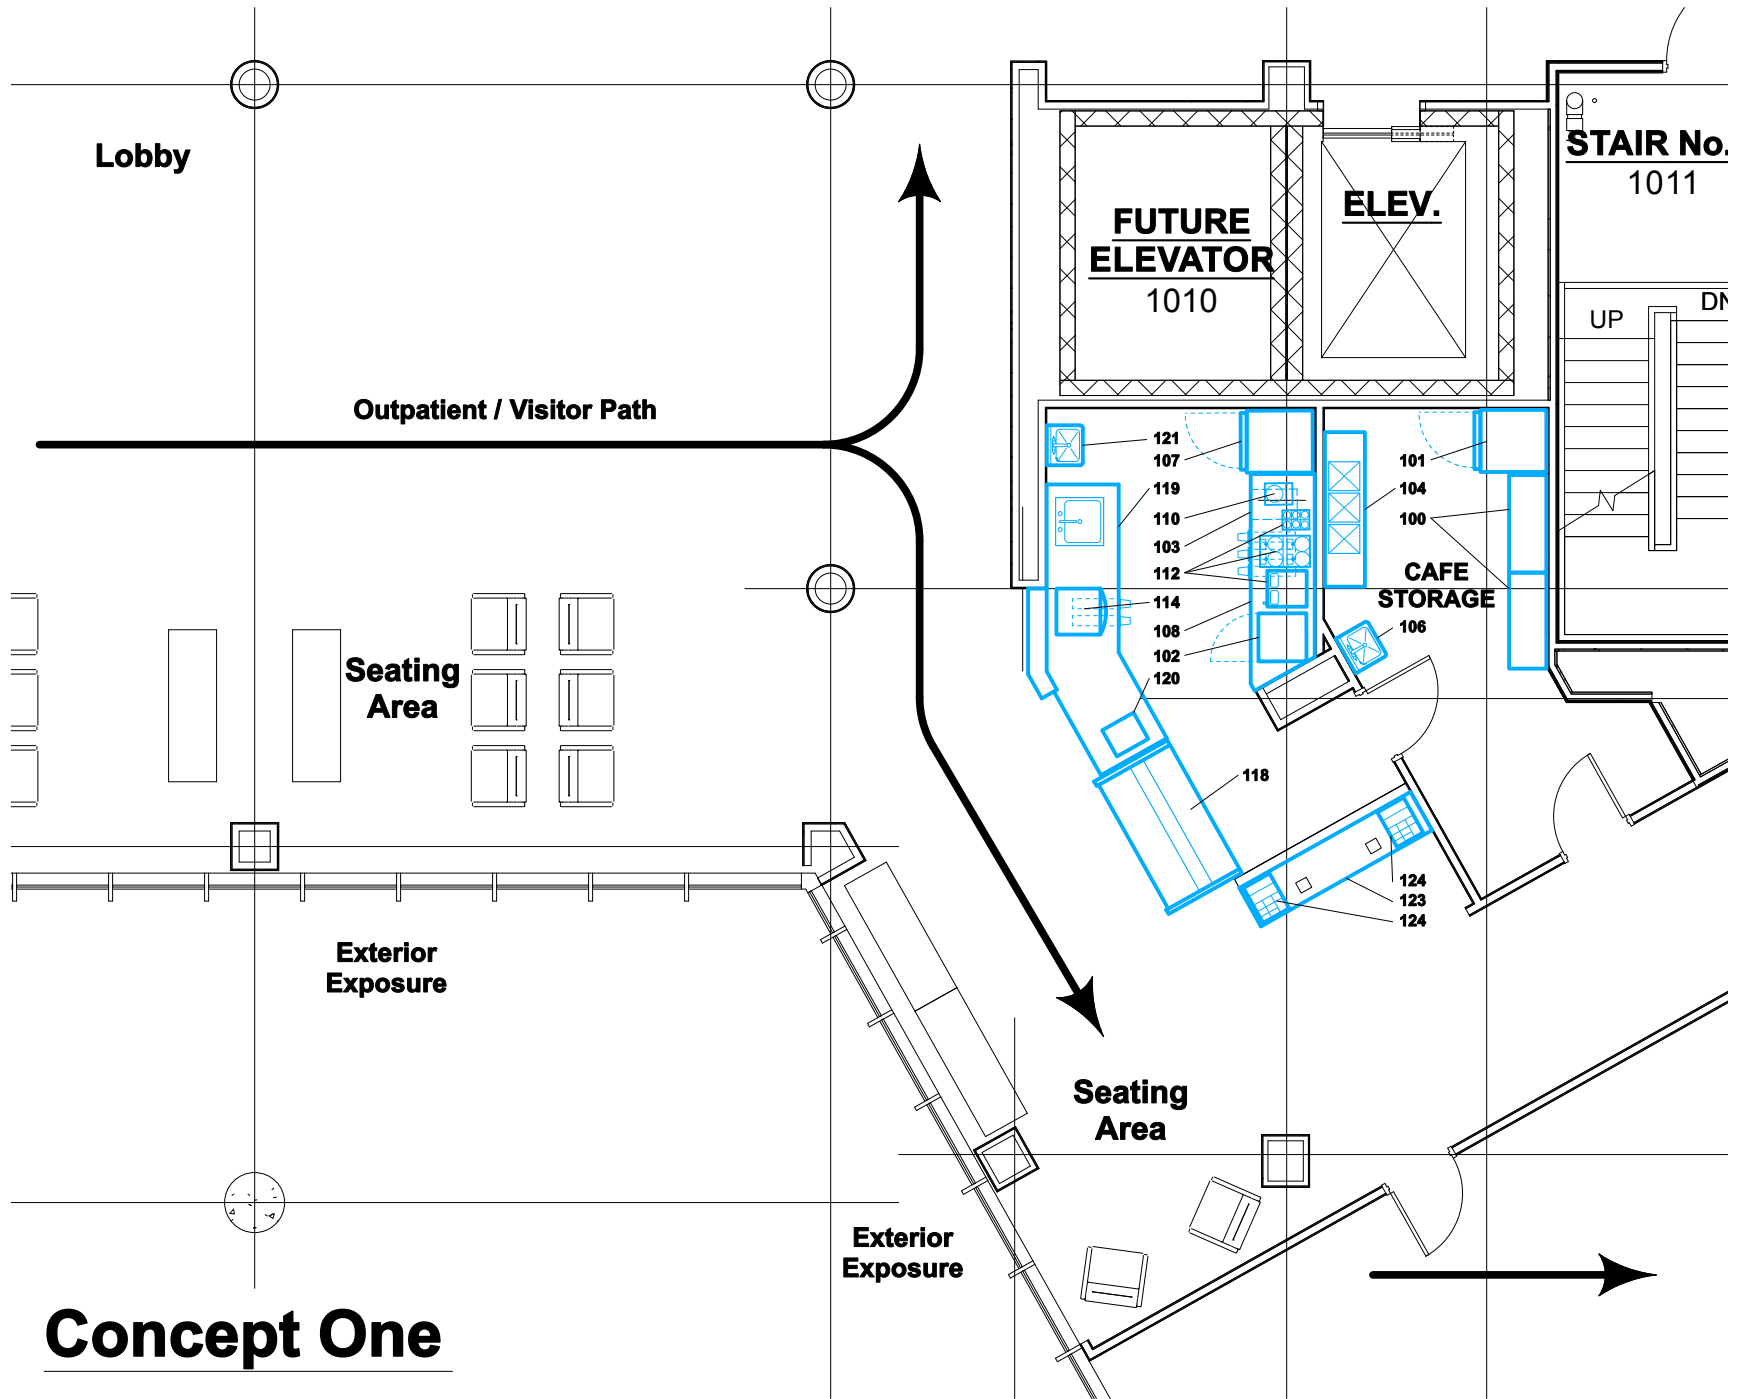 Lobby
STAIR No.
1011
ELEV.
FUTURE
ELEVATOR
1010
UP
DN
Outpatient / Visitor Path
121
107
119
110
103
112
114
108
102
120
101
104
100
CAFE
STORAGE
106
Seating
Area
118
124
123
124
Exterior
Exposure
Seating
Area
Exterior
Exposure
Concept One